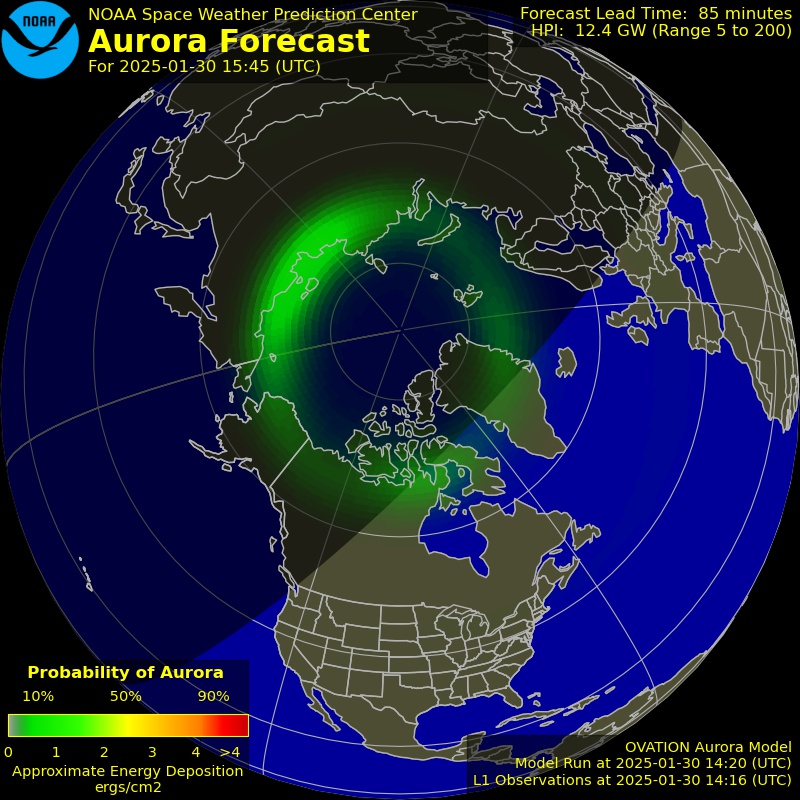 NOAA
NOAA Space Weather Prediction Center
Aurora Forecast
For 2025-01-30 15:45 (UTC)
Forecast Lead Time: 85 minutes
HPI: 12.4 GW (Range 5 to 200)
Probability of Aurora
10% 50% 90%
0 1 2 3 4 >4
Approximate Energy Deposition
ergs/cm2
OVATION Aurora Model
Model Run at 2025-01-30 14:20 (UTC)
L1 Observations at 2025-01-30 14:16 (UTC)